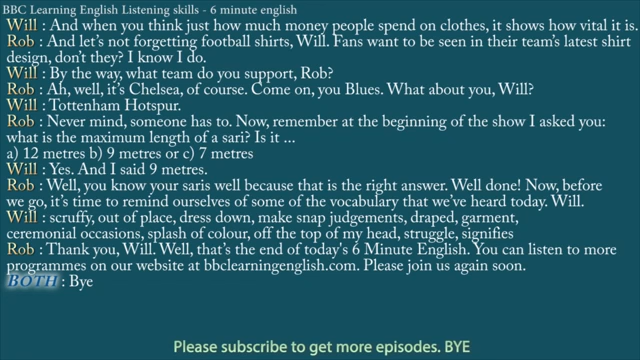 BBC Learning English Listening skills - 6 minute english
Will : And when you think just how much money people spend on clothes, it shows how vital it is.
Rob : And let's not forgetting football shirts, Will. Fans want to be seen in their team's latest shirt
design, don't they? I know I do.
Will : By the way, what team do you support, Rob?
Rob : Ah, well, it's Chelsea, of course. Come on, you Blues. What about you, Will?
Will : Tottenham Hotspur.
Rob : Never mind, someone has to. Now, remember at the beginning of the show I asked you:
what is the maximum length of a sari? Is it ...
a) 12 metres b) 9 metres or c) 7 metres
Will : Yes. And I said 9 metres.
Rob : Well, you know your saris well because that is the right answer. Well done! Now, before
we go, it's time to remind ourselves of some of the vocabulary that we've heard today. Will.
Will : scruffy, out of place, dress down, make snap judgements, draped, garment,
ceremonial occasions, splash of colour, off the top of my head, struggle, signifies
Rob : Thank you, Will. Well, that's the end of today's 6 Minute English. You can listen to more
programmes on our website at bbclearningenglish.com. Please join us again soon.
BOTH : Bye
Please subscribe to get more episodes. BYE